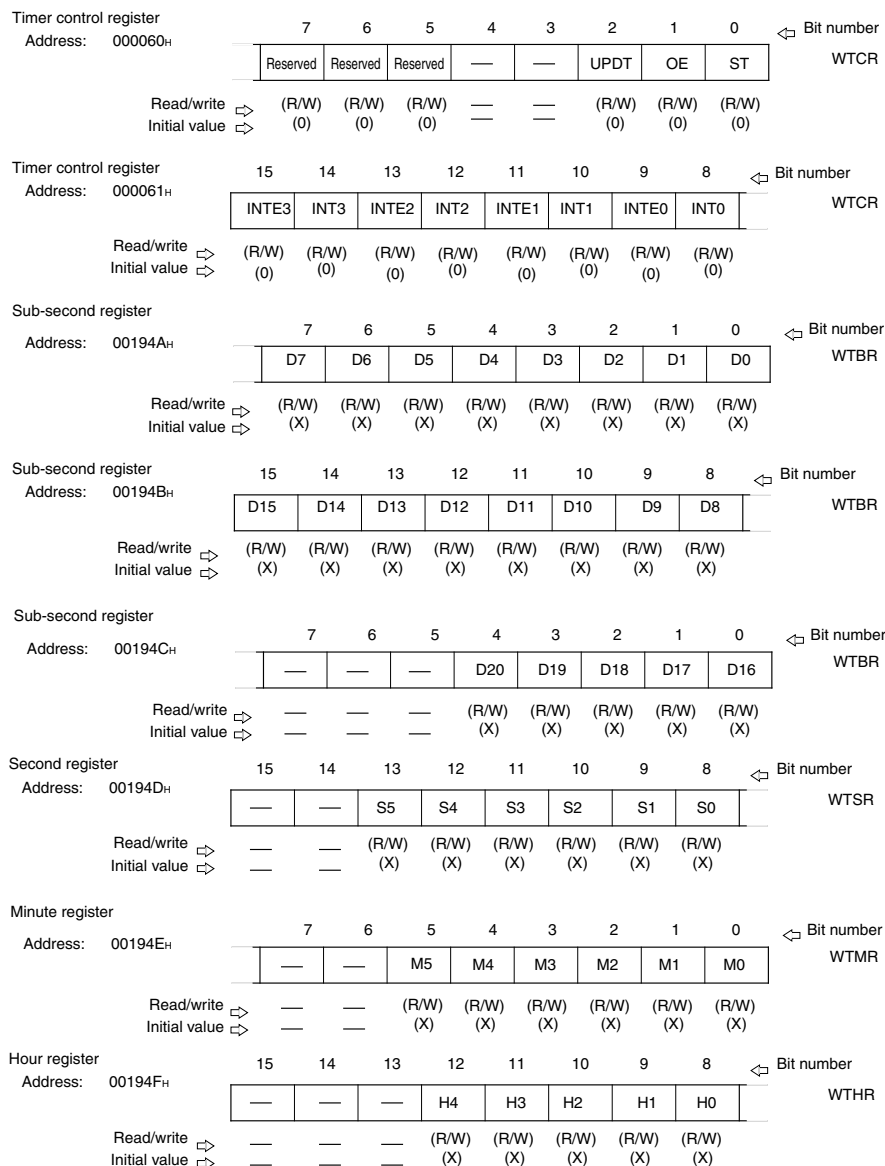 Timer control register
7 6 5 4 3 2 1 0 Bit number
Address: 000060H
Reserved Reserved Reserved — — UPDT OE ST WTCR
Read/write (R/W) (R/W) (R/W) — — (R/W) (R/W) (R/W)
Initial value (0) (0) (0) — — (0) (0) (0)
Timer control register
15 14 13 12 11 10 9 8 Bit number
Address: 000061H
INTE3 INT3 INTE2 INT2 INTE1 INT1 INTE0 INT0 WTCR
Read/write (R/W) (R/W) (R/W) (R/W) (R/W) (R/W) (R/W) (R/W)
Initial value (0) (0) (0) (0) (0) (0) (0) (0)
Sub-second register
7 6 5 4 3 2 1 0 Bit number
Address: 00194AH
D7 D6 D5 D4 D3 D2 D1 D0 WTBR
Read/write (R/W) (R/W) (R/W) (R/W) (R/W) (R/W) (R/W) (R/W)
Initial value (X) (X) (X) (X) (X) (X) (X) (X)
Sub-second register
15 14 13 12 11 10 9 8 Bit number
Address: 00194BH
D15 D14 D13 D12 D11 D10 D9 D8 WTBR
Read/write (R/W) (R/W) (R/W) (R/W) (R/W) (R/W) (R/W) (R/W)
Initial value (X) (X) (X) (X) (X) (X) (X) (X)
Sub-second register
7 6 5 4 3 2 1 0 Bit number
Address: 00194CH
— — — D20 D19 D18 D17 D16 WTBR
Read/write — — — (R/W) (R/W) (R/W) (R/W) (R/W)
Initial value — — — (X) (X) (X) (X) (X)
Second register
15 14 13 12 11 10 9 8 Bit number
Address: 00194DH
— — S5 S4 S3 S2 S1 S0 WTSR
Read/write — — (R/W) (R/W) (R/W) (R/W) (R/W) (R/W)
Initial value — — (X) (X) (X) (X) (X) (X)
Minute register
7 6 5 4 3 2 1 0 Bit number
Address: 00194EH
— — M5 M4 M3 M2 M1 M0 WTMR
Read/write — — (R/W) (R/W) (R/W) (R/W) (R/W) (R/W)
Initial value — — (X) (X) (X) (X) (X) (X)
Hour register
15 14 13 12 11 10 9 8 Bit number
Address: 00194FH
— — — H4 H3 H2 H1 H0 WTHR
Read/write — — — (R/W) (R/W) (R/W) (R/W) (R/W)
Initial value — — — (X) (X) (X) (X) (X)